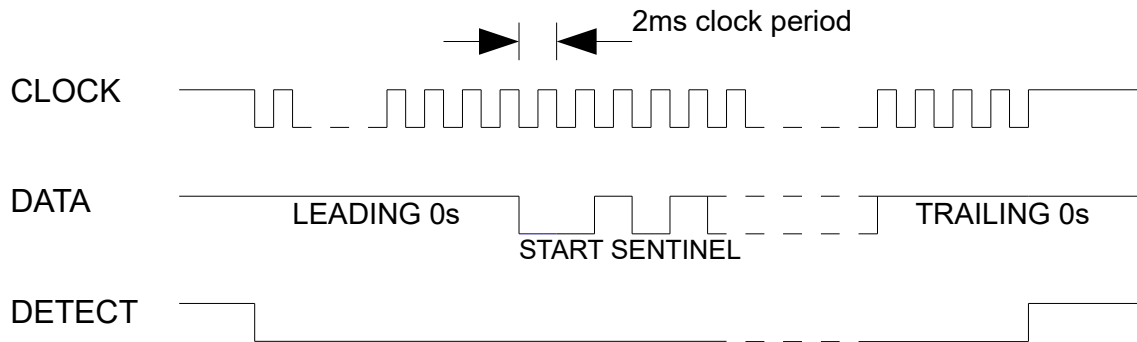 2ms clock period
CLOCK
DATA
LEADING 0s
TRAILING 0s
START SENTINEL
DETECT